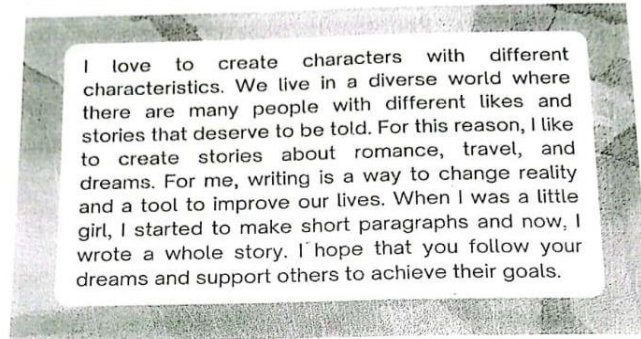 I love to create characters with different
characteristics. We live in a diverse world where
there are many people with different likes and
stories that deserve to be told. For this reason, I like
to create stories about romance, travel, and
dreams. For me, writing is a way to change reality
and a tool to improve our lives. When I was a little
girl, I started to make short paragraphs and now, I
wrote a whole story. I hope that you follow your
dreams and support others to achieve their goals.